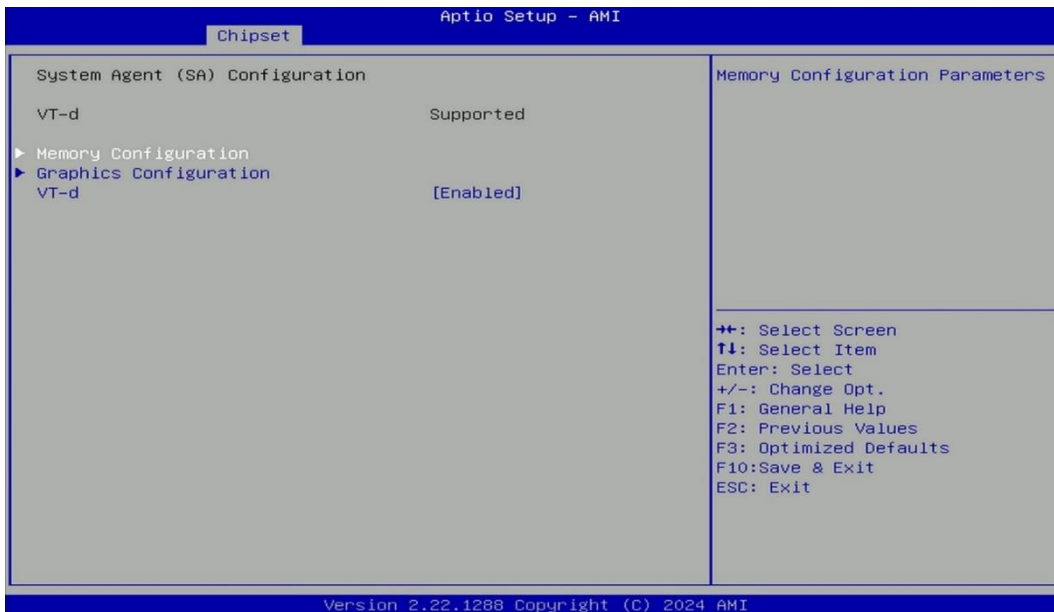 Aptio Setup – AMI
Chipset
System Agent (SA) Configuration
VT-d Supported
► Memory Configuration
► Graphics Configuration
VT-d [Enabled]
Memory Configuration Parameters
→←: Select Screen
↑↓: Select Item
Enter: Select
+/-: Change Opt.
F1: General Help
F2: Previous Values
F3: Optimized Defaults
F10:Save & Exit
ESC: Exit
Version 2.22.1288 Copyright (C) 2024 AMI